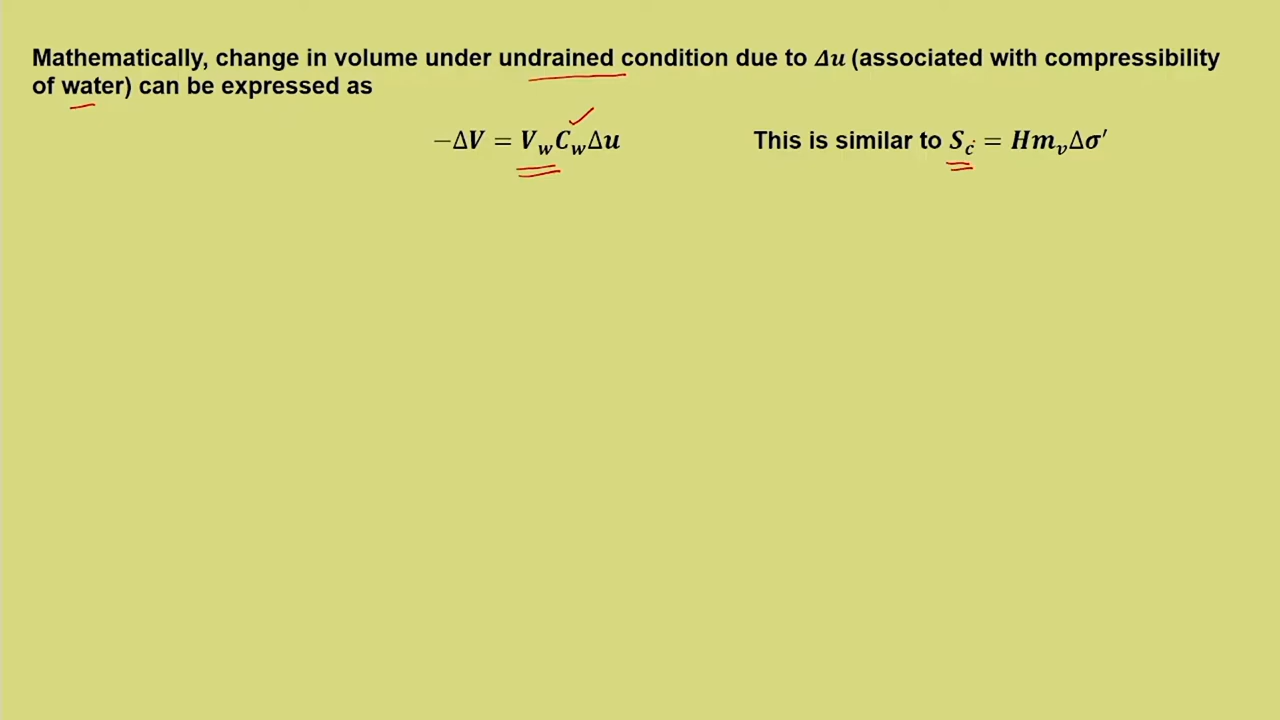 Mathematically, change in volume under undrained condition due to Δu (associated with compressibility
of water) can be expressed as
−ΔV = V_w C_w Δu This is similar to S_c = H m_v Δσ′